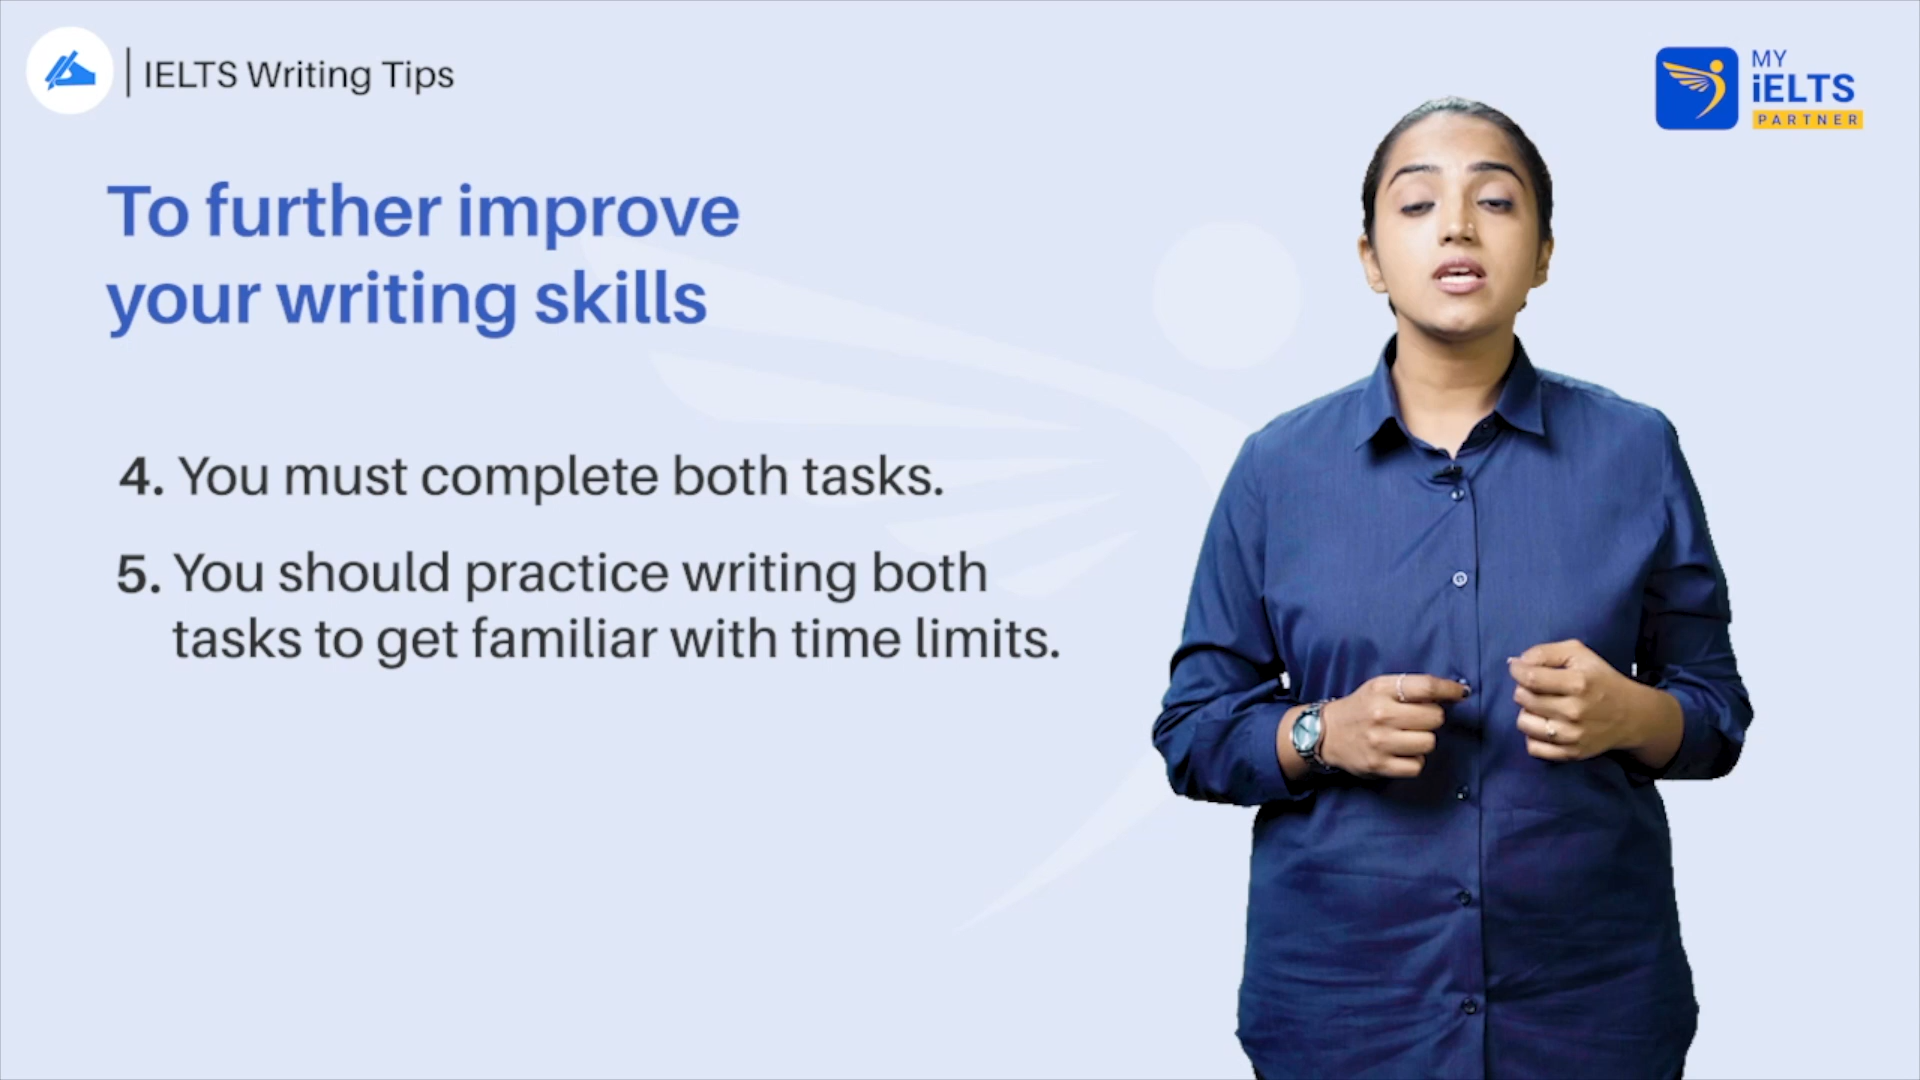 IELTS Writing Tips
MY
iELTS
PARTNER
To further improve
your writing skills
4. You must complete both tasks.
5. You should practice writing both
tasks to get familiar with time limits.